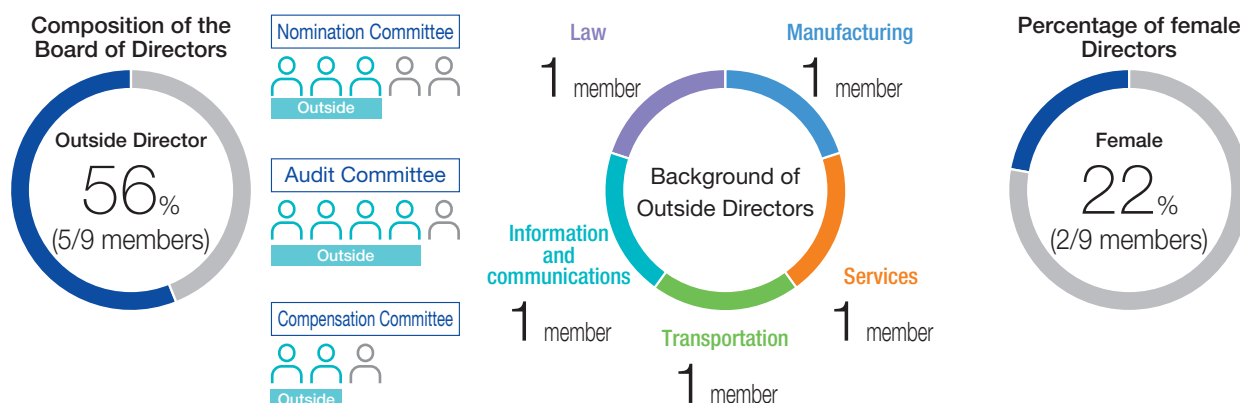 Composition of the
Board of Directors
Outside Director
56%
(5/9 members)
Nomination Committee
Outside
Audit Committee
Outside
Compensation Committee
Outside
Law
1 member
Manufacturing
1 member
Background of
Outside Directors
Information
and
communications
1 member
Services
1 member
Transportation
1 member
Percentage of female
Directors
Female
22%
(2/9 members)